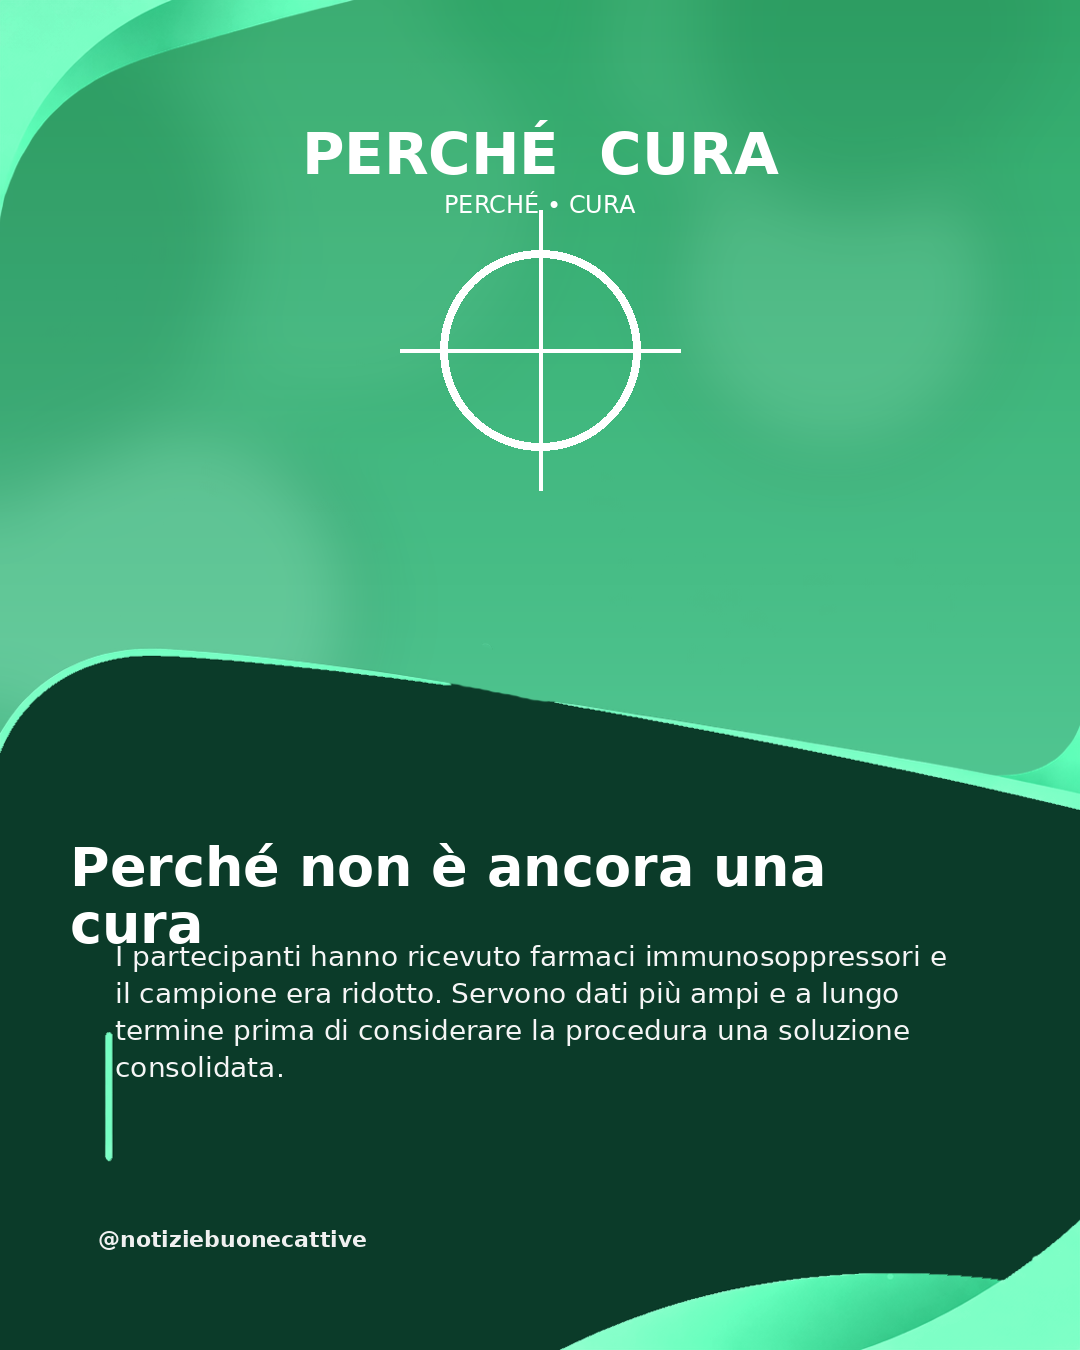 PERCHÉ CURA
PERCHÉ • CURA
Perché non è ancora una
cura
I partecipanti hanno ricevuto farmaci immunosoppressori e
il campione era ridotto. Servono dati più ampi e a lungo
termine prima di considerare la procedura una soluzione
consolidata.
@notiziebuonecattive